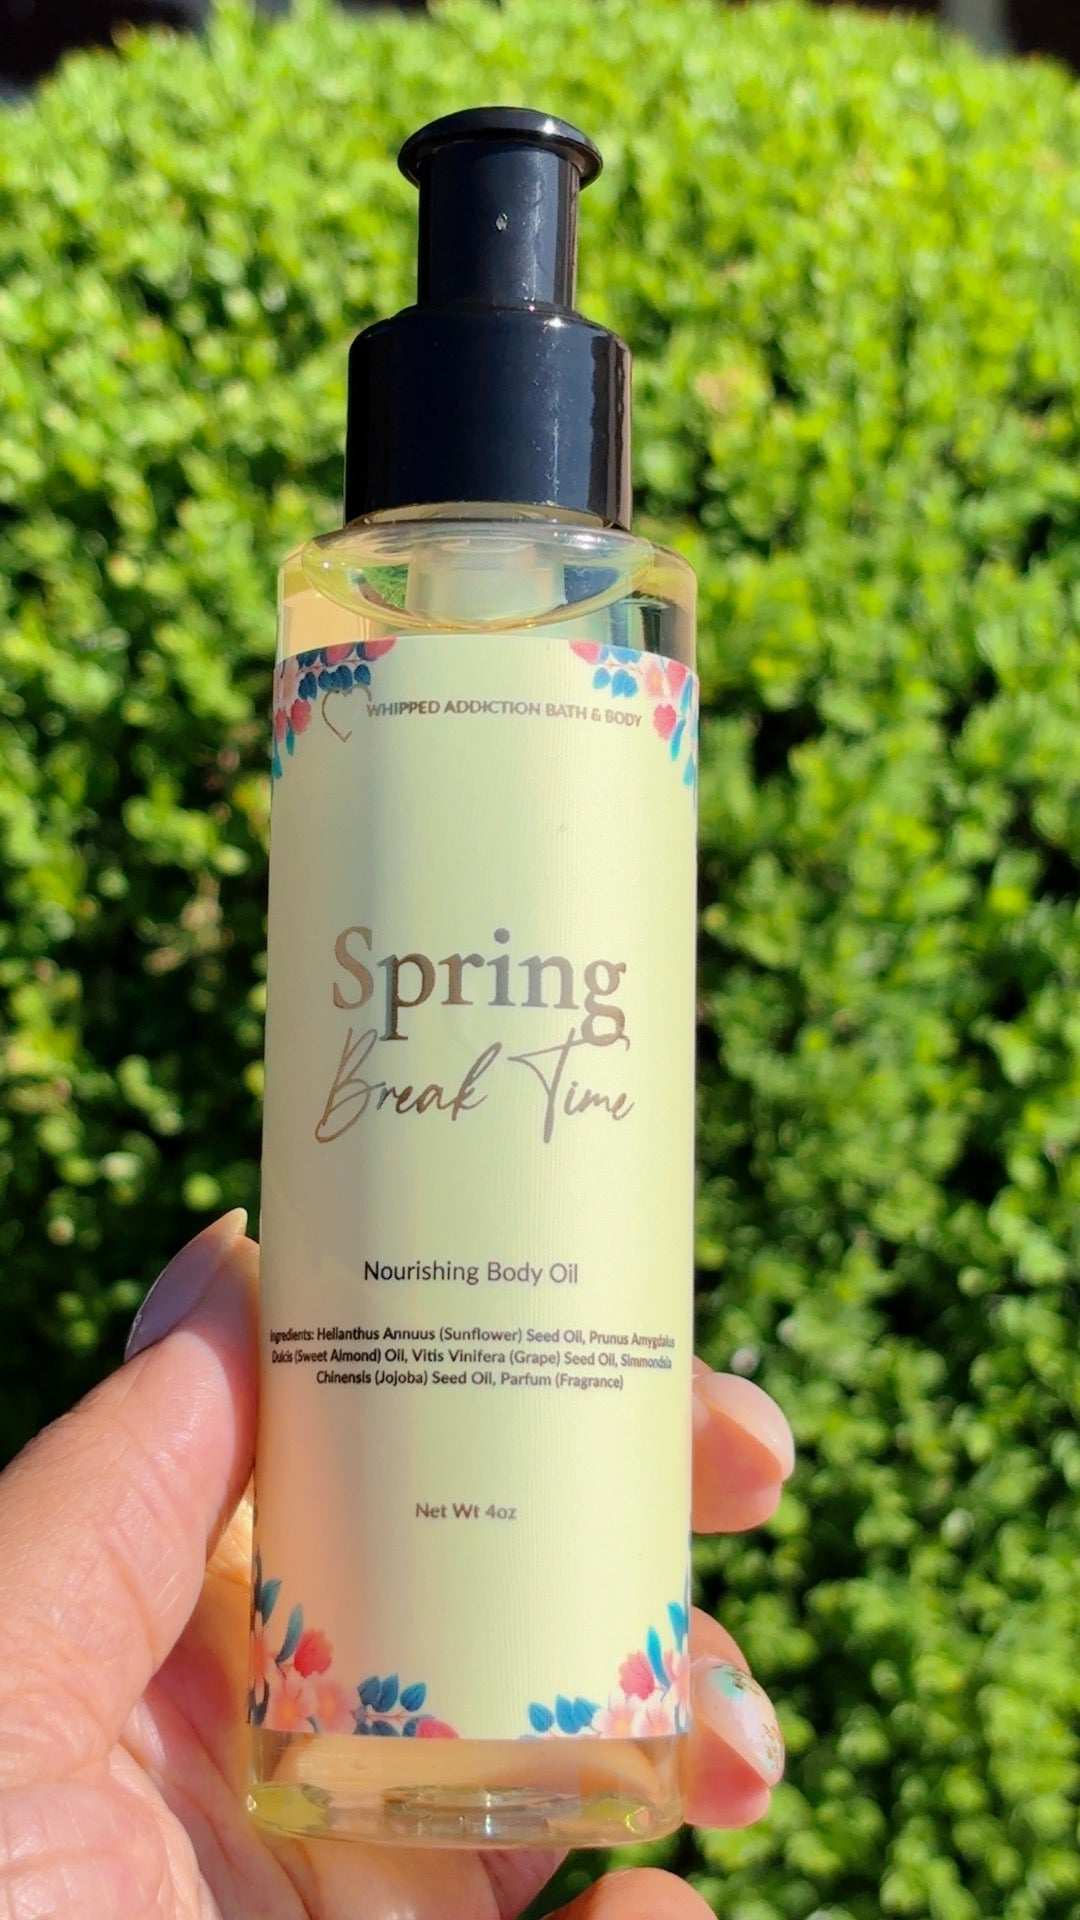 WHIPPED ADDICTION BATH & BODY
Spring
Break Time
Nourishing Body Oil
Ingredients: Helianthus Annuus (Sunflower) Seed Oil, Prunus Amygdalus
Dulcis (Sweet Almond) Oil, Vitis Vinifera (Grape) Seed Oil, Simmondsia
Chinensis (Jojoba) Seed Oil, Parfum (Fragrance)
Net Wt 4oz